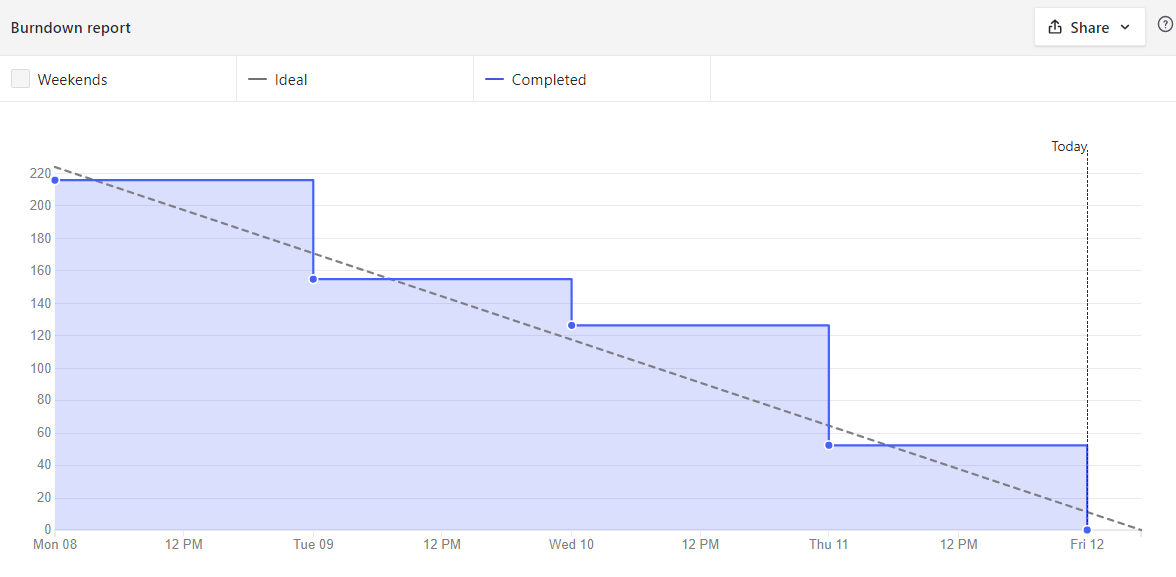 Burndown report
Share
Weekends
Ideal
Completed
Today
220
200
180
160
140
120
100
80
60
40
20
0
Mon 08 12 PM Tue 09 12 PM Wed 10 12 PM Thu 11 12 PM Fri 12